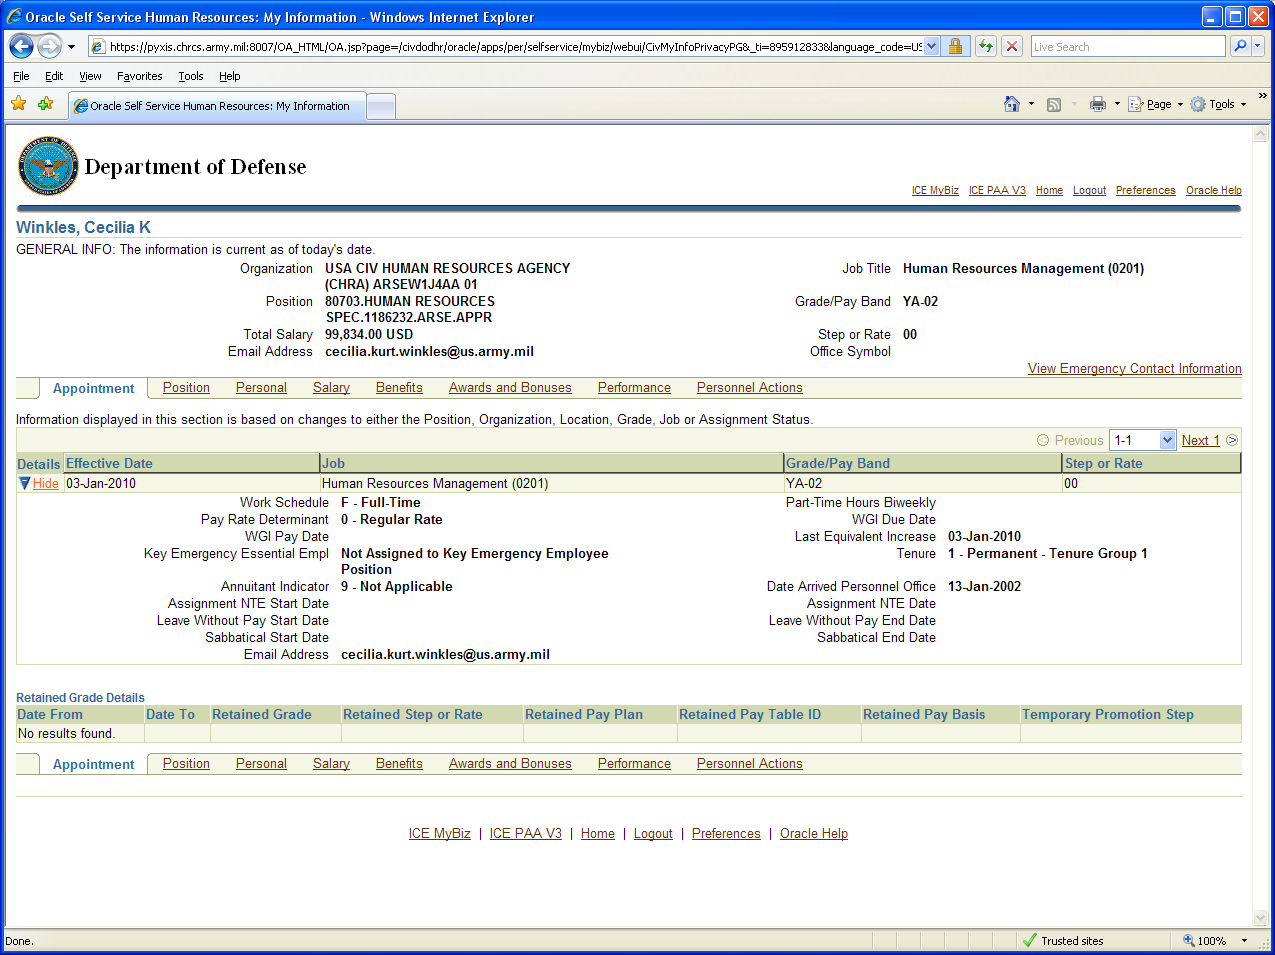 Oracle Self Service Human Resources: My Information - Windows Internet Explorer
https://pyxis.chrcs.army.mil:8007/OA_HTML/OA.jsp?page=/civdodhr/oracle/apps/per/selfservice/mybiz/webui/CivMyInfoPrivacyPG&_ti=895912833&language_code=US
Live Search
File Edit View Favorites Tools Help
Oracle Self Service Human Resources: My Information
Page Tools
Department of Defense
ICE MyBiz ICE PAA V3 Home Logout Preferences Oracle Help
Winkles, Cecilia K
GENERAL INFO: The information is current as of today's date.
Organization USA CIV HUMAN RESOURCES AGENCY Job Title Human Resources Management (0201)
(CHRA) ARSEW1J4AA 01
Position 80703.HUMAN RESOURCES Grade/Pay Band YA-02
SPEC.1186232.ARSE.APPR
Total Salary 99,834.00 USD Step or Rate 00
Email Address cecilia.kurt.winkles@us.army.mil Office Symbol
View Emergency Contact Information
Appointment Position Personal Salary Benefits Awards and Bonuses Performance Personnel Actions
Information displayed in this section is based on changes to either the Position, Organization, Location, Grade, Job or Assignment Status.
Previous 1-1 Next 1
Details Effective Date Job Grade/Pay Band Step or Rate
Hide 03-Jan-2010 Human Resources Management (0201) YA-02 00
Work Schedule F - Full-Time Part-Time Hours Biweekly
Pay Rate Determinant 0 - Regular Rate WGI Due Date
WGI Pay Date Last Equivalent Increase 03-Jan-2010
Key Emergency Essential Empl Not Assigned to Key Emergency Employee Tenure 1 - Permanent - Tenure Group 1
Position
Annuitant Indicator 9 - Not Applicable Date Arrived Personnel Office 13-Jan-2002
Assignment NTE Start Date Assignment NTE Date
Leave Without Pay Start Date Leave Without Pay End Date
Sabbatical Start Date Sabbatical End Date
Email Address cecilia.kurt.winkles@us.army.mil
Retained Grade Details
Date From Date To Retained Grade Retained Step or Rate Retained Pay Plan Retained Pay Table ID Retained Pay Basis Temporary Promotion Step
No results found.
Appointment Position Personal Salary Benefits Awards and Bonuses Performance Personnel Actions
ICE MyBiz | ICE PAA V3 | Home | Logout | Preferences | Oracle Help
Done. Trusted sites 100%